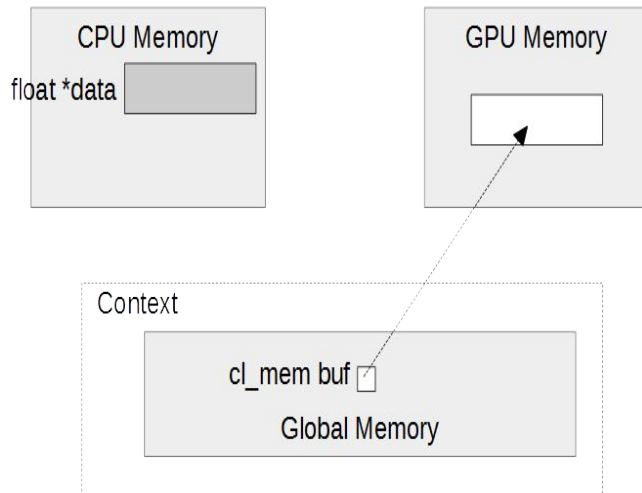 CPU Memory
float *data
GPU Memory
Context
cl_mem buf
Global Memory